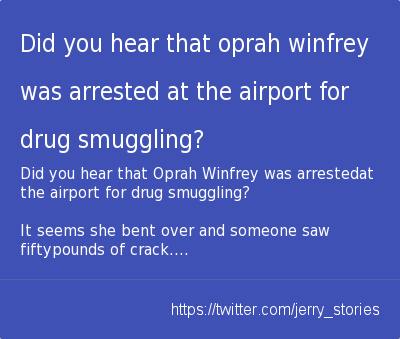 Did you hear that oprah winfrey
was arrested at the airport for
drug smuggling?
Did you hear that Oprah Winfrey was arrestedat
the airport for drug smuggling?
It seems she bent over and someone saw
fiftypounds of crack....
https://twitter.com/jerry_stories